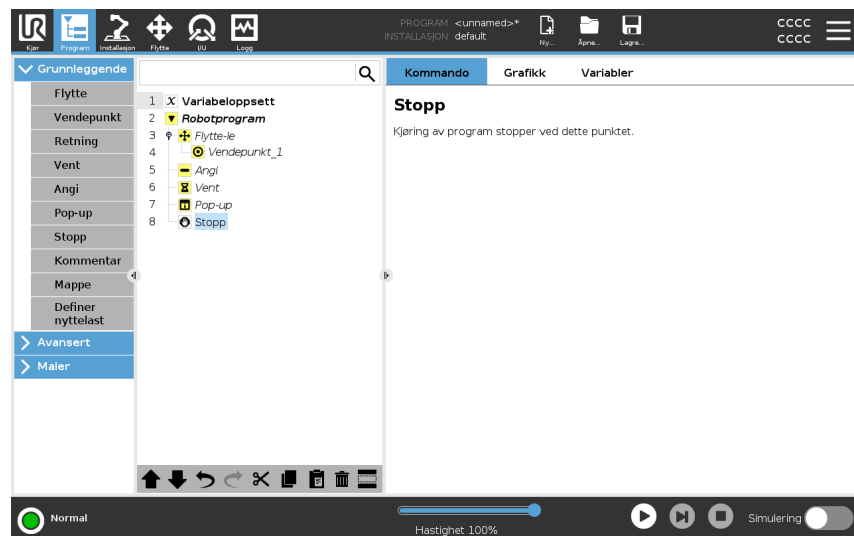 UR
Kjør
Program
Installasjon
Flytte
I/U
Logg
PROGRAM <unnamed>*
INSTALLASJON default
Ny...
Åpne...
Lagre...
CCCC
CCCC
Grunnleggende
Flytte
Vendepunkt
Retning
Vent
Angi
Pop-up
Stopp
Kommentar
Mappe
Definer
nyttelast
Avansert
Maler
1 X Variabeloppsett
2 Robotprogram
3 Flytte-le
4 Vendepunkt_1
5 Angi
6 Vent
7 Pop-up
8 Stopp
Kommando
Grafikk
Variabler
Stopp
Kjøring av program stopper ved dette punktet.
Normal
Hastighet 100%
Simulering